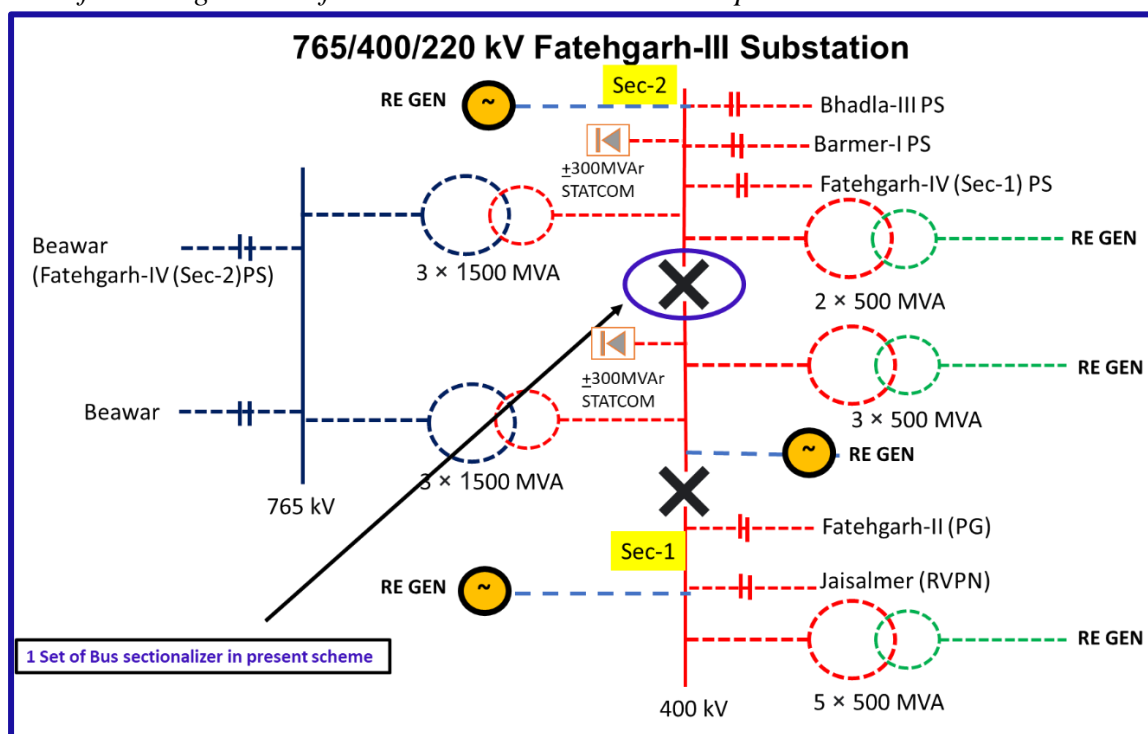 765/400/220 kV Fatehgarh-III Substation
RE GEN
~
Sec-2
Bhadla-III PS
±300MVAr
STATCOM
Barmer-I PS
Fatehgarh-IV (Sec-1) PS
Beawar
(Fatehgarh-IV (Sec-2)PS)
3 × 1500 MVA
RE GEN
2 × 500 MVA
±300MVAr
STATCOM
RE GEN
Beawar
3 × 500 MVA
3 × 1500 MVA
~
RE GEN
765 kV
Fatehgarh-II (PG)
Sec-1
Jaisalmer (RVPN)
RE GEN
~
RE GEN
1 Set of Bus sectionalizer in present scheme
400 kV
5 × 500 MVA